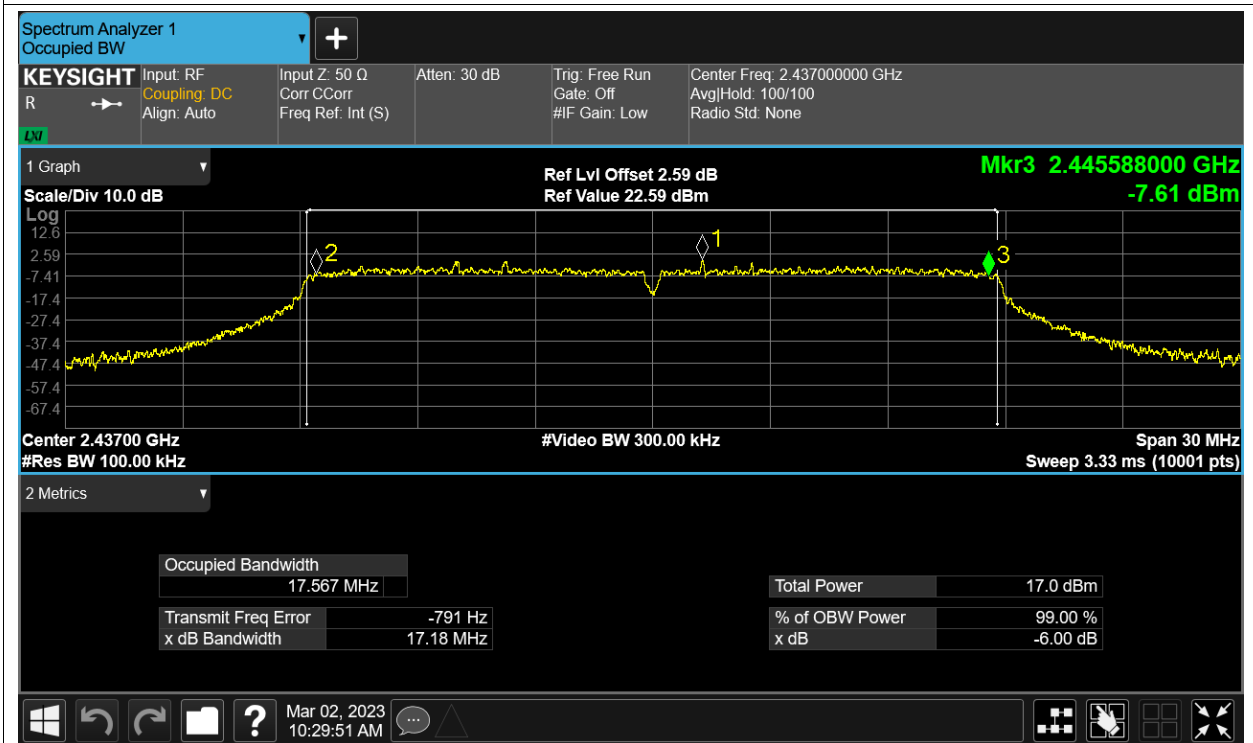 Spectrum Analyzer 1
Occupied BW
KEYSIGHT
R
LXI
Input: RF
Coupling: DC
Align: Auto
Input Z: 50 Ω
Corr CCorr
Freq Ref: Int (S)
Atten: 30 dB
Trig: Free Run
Gate: Off
#IF Gain: Low
Center Freq: 2.437000000 GHz
Avg|Hold: 100/100
Radio Std: None
1 Graph
Scale/Div 10.0 dB
Ref Lvl Offset 2.59 dB
Ref Value 22.59 dBm
Mkr3 2.445588000 GHz
-7.61 dBm
Log
12.6
2.59
-7.41
-17.4
-27.4
-37.4
-47.4
-57.4
-67.4
2
1
3
Center 2.43700 GHz
#Res BW 100.00 kHz
#Video BW 300.00 kHz
Span 30 MHz
Sweep 3.33 ms (10001 pts)
2 Metrics
Occupied Bandwidth
17.567 MHz
Transmit Freq Error -791 Hz
x dB Bandwidth 17.18 MHz
Total Power 17.0 dBm
% of OBW Power 99.00 %
x dB -6.00 dB
?
Mar 02, 2023
10:29:51 AM